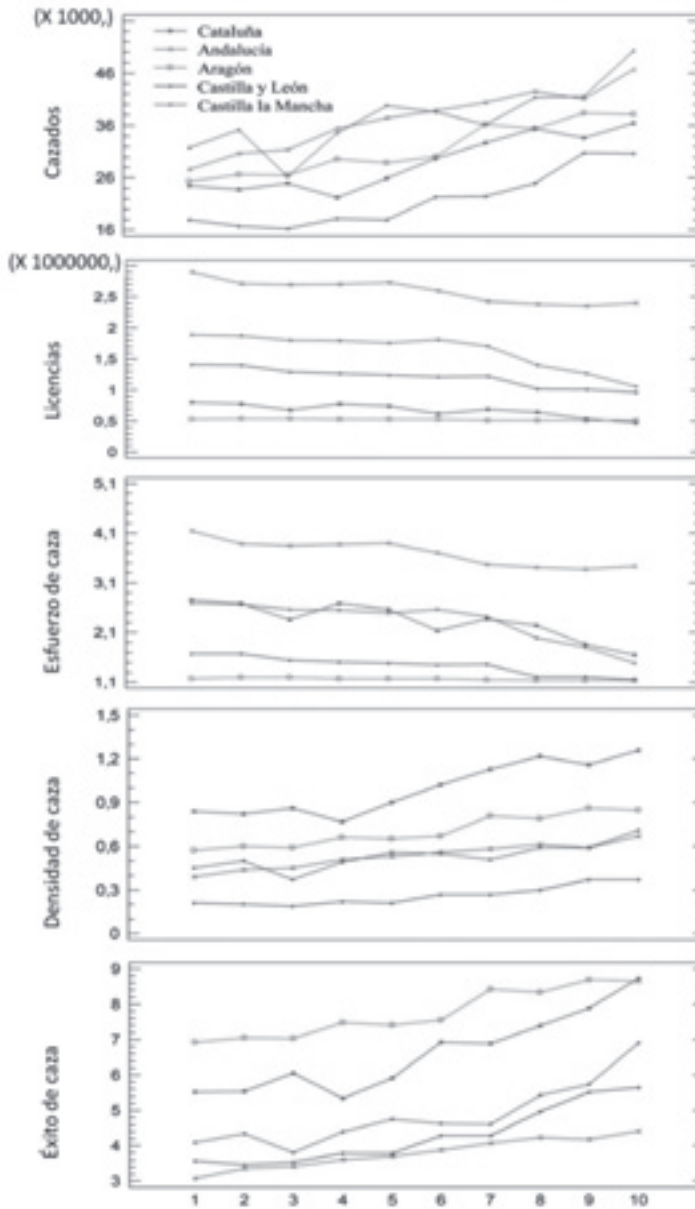 (X 1000,)
Cataluña
Andalucía
Aragón
Castilla y León
Castilla la Mancha
46
36
26
16
Cazados
(X 1000000,)
2,5
2
1,5
1
0,5
0
Licencias
5,1
4,1
3,1
2,1
1,1
Esfuerzo de caza
1,5
1,2
0,9
0,6
0,3
0
Densidad de caza
9
8
7
6
5
4
3
Éxito de caza
1 2 3 4 5 6 7 8 9 10